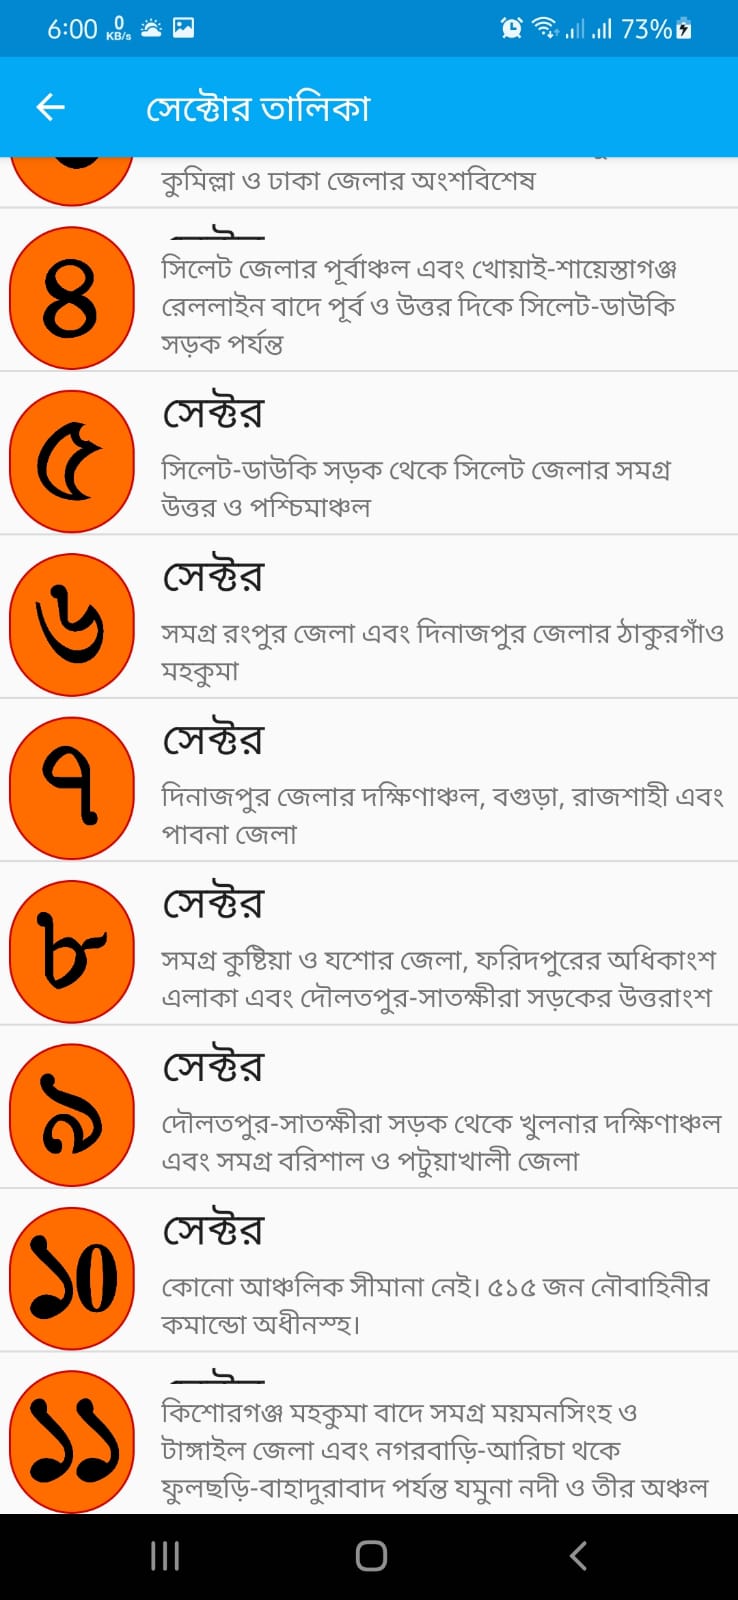 6:00 0 KB/s 73%
সেক্টোর তালিকা
কুমিল্লা ও ঢাকা জেলার অংশবিশেষ
৪
সিলেট জেলার পূর্বাঞ্চল এবং খোয়াই-শায়েস্তাগঞ্জ
রেললাইন বাদে পূর্ব ও উত্তর দিকে সিলেট-ডাউকি
সড়ক পর্যন্ত
৫
সেক্টর
সিলেট-ডাউকি সড়ক থেকে সিলেট জেলার সমগ্র
উত্তর ও পশ্চিমাঞ্চল
৬
সেক্টর
সমগ্র রংপুর জেলা এবং দিনাজপুর জেলার ঠাকুরগাঁও
মহকুমা
৭
সেক্টর
দিনাজপুর জেলার দক্ষিণাঞ্চল, বগুড়া, রাজশাহী এবং
পাবনা জেলা
৮
সেক্টর
সমগ্র কুষ্টিয়া ও যশোর জেলা, ফরিদপুরের অধিকাংশ
এলাকা এবং দৌলতপুর-সাতক্ষীরা সড়কের উত্তরাংশ
৯
সেক্টর
দৌলতপুর-সাতক্ষীরা সড়ক থেকে খুলনার দক্ষিণাঞ্চল
এবং সমগ্র বরিশাল ও পটুয়াখালী জেলা
১০
সেক্টর
কোনো আঞ্চলিক সীমানা নেই। ৫১৫ জন নৌবাহিনীর
কমান্ডো অধীনস্হ।
১১
কিশোরগঞ্জ মহকুমা বাদে সমগ্র ময়মনসিংহ ও
টাঙ্গাইল জেলা এবং নগরবাড়ি-আরিচা থকে
ফুলছড়ি-বাহাদুরাবাদ পর্যন্ত যমুনা নদী ও তীর অঞ্চল